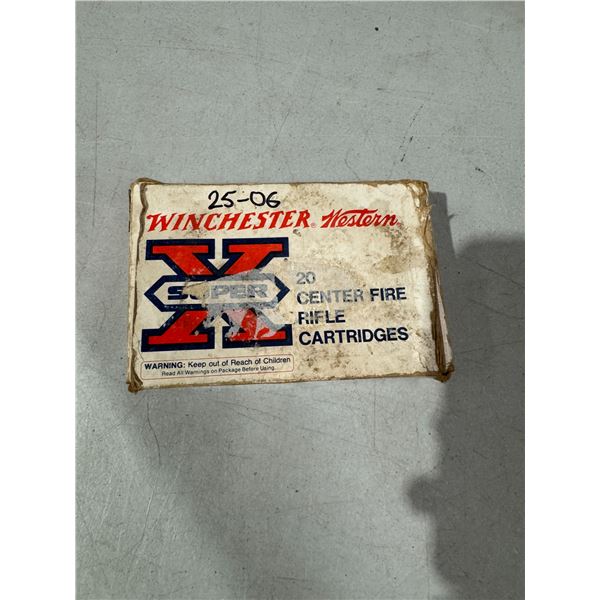 25-06
WINCHESTER® Western®
X
SUPER
20
CENTER FIRE
RIFLE
CARTRIDGES
WARNING: Keep out of Reach of Children
Read All Warnings on Package Before Using.